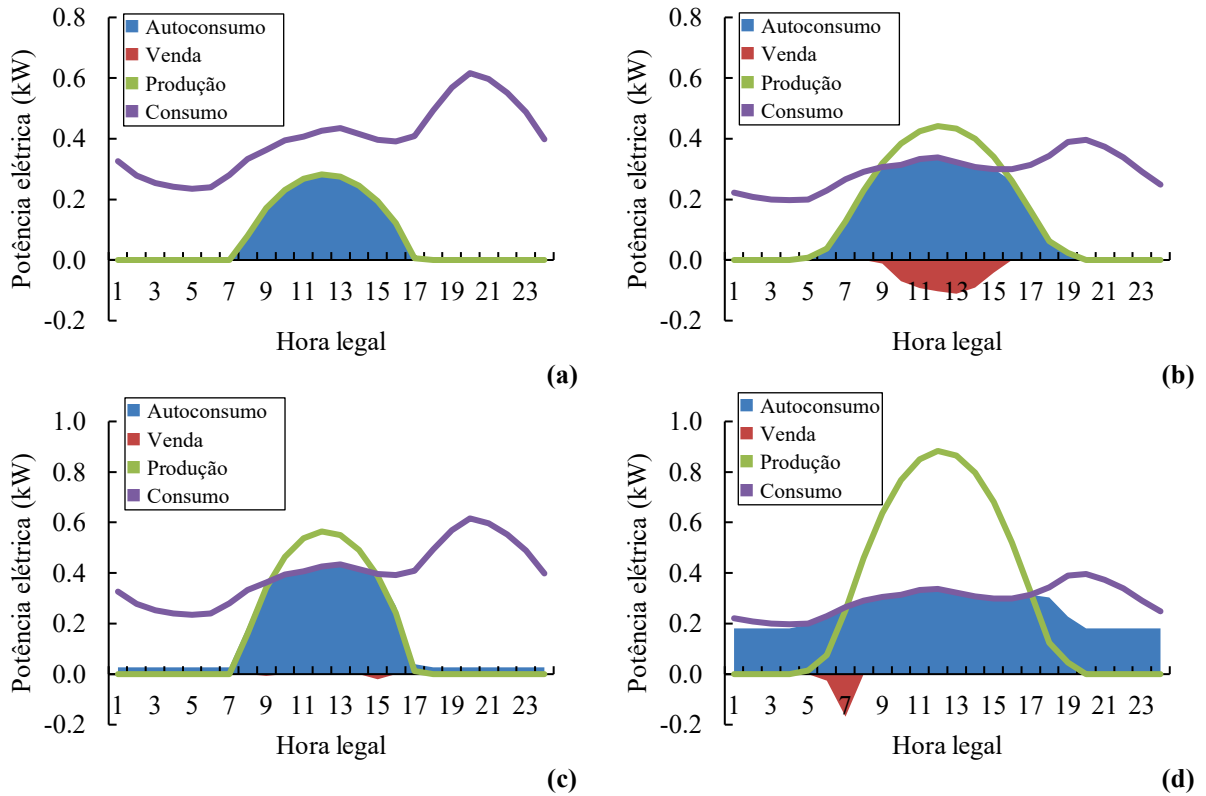 0.8
0.6
0.4
0.2
0.0
-0.2
Potência elétrica (kW)
Autoconsumo
Venda
Produção
Consumo
1 3 5 7 9 11 13 15 17 19 21 23
Hora legal
(a)
0.8
0.6
0.4
0.2
0.0
-0.2
Potência elétrica (kW)
Autoconsumo
Venda
Produção
Consumo
1 3 5 7 9 11 13 15 17 19 21 23
Hora legal
(b)
1.0
0.8
0.6
0.4
0.2
0.0
-0.2
Potência elétrica (kW)
Autoconsumo
Venda
Produção
Consumo
1 3 5 7 9 11 13 15 17 19 21 23
Hora legal
(c)
1.0
0.8
0.6
0.4
0.2
0.0
-0.2
Potência elétrica (kW)
Autoconsumo
Venda
Produção
Consumo
1 3 5 7 9 11 13 15 17 19 21 23
Hora legal
(d)